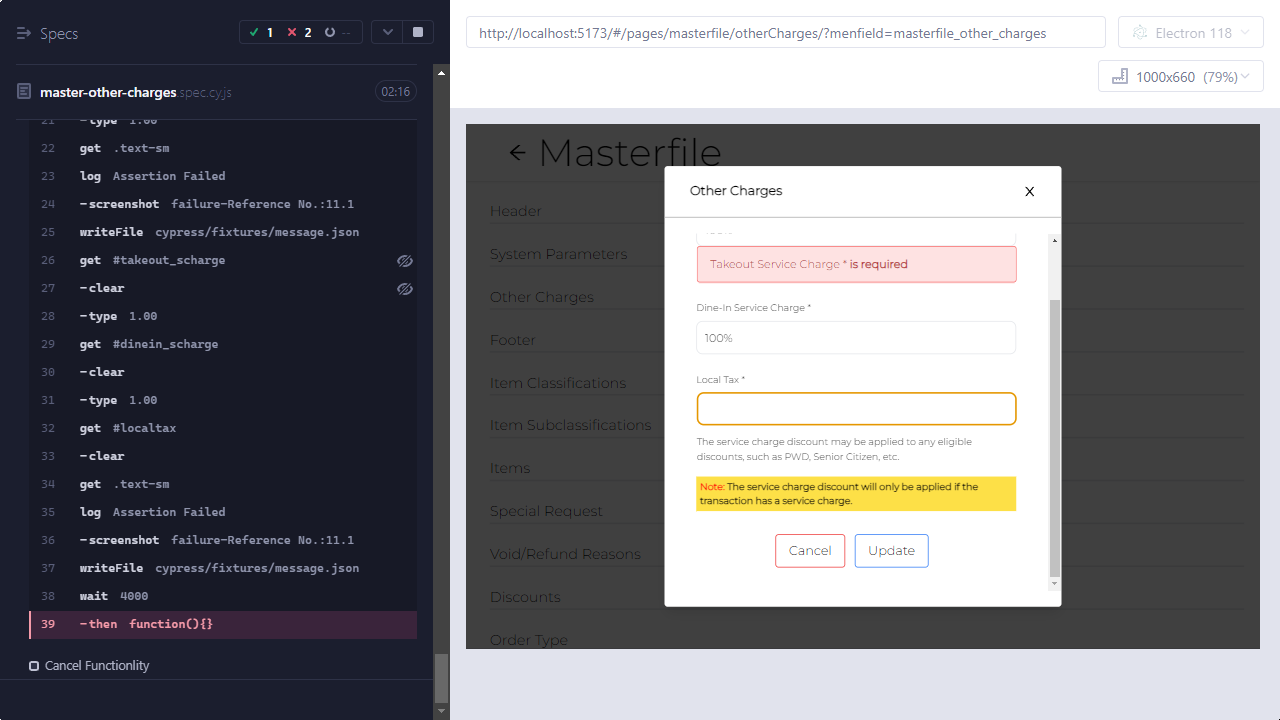 Specs
1
2
--
master-other-charges.spec.cy.js
02:16
21 -type 1.00
22 get .text-sm
23 log Assertion Failed
24 -screenshot failure-Reference No.:11.1
25 writeFile cypress/fixtures/message.json
26 get #takeout_scharge
27 -clear
28 -type 1.00
29 get #dinein_scharge
30 -clear
31 -type 1.00
32 get #localtax
33 -clear
34 get .text-sm
35 log Assertion Failed
36 -screenshot failure-Reference No.:11.1
37 writeFile cypress/fixtures/message.json
38 wait 4000
39 -then function(){}
Cancel Functionlity
http://localhost:5173/#/pages/masterfile/otherCharges/?menfield=masterfile_other_charges
Electron 118
1000x660 (79%)
Masterfile
Header
System Parameters
Other Charges
Footer
Item Classifications
Item Subclassifications
Items
Special Request
Void/Refund Reasons
Discounts
Order Type
Other Charges
X
Takeout Service Charge * is required
Dine-In Service Charge *
100%
Local Tax *
The service charge discount may be applied to any eligible
discounts, such as PWD, Senior Citizen, etc.
Note: The service charge discount will only be applied if the
transaction has a service charge.
Cancel
Update